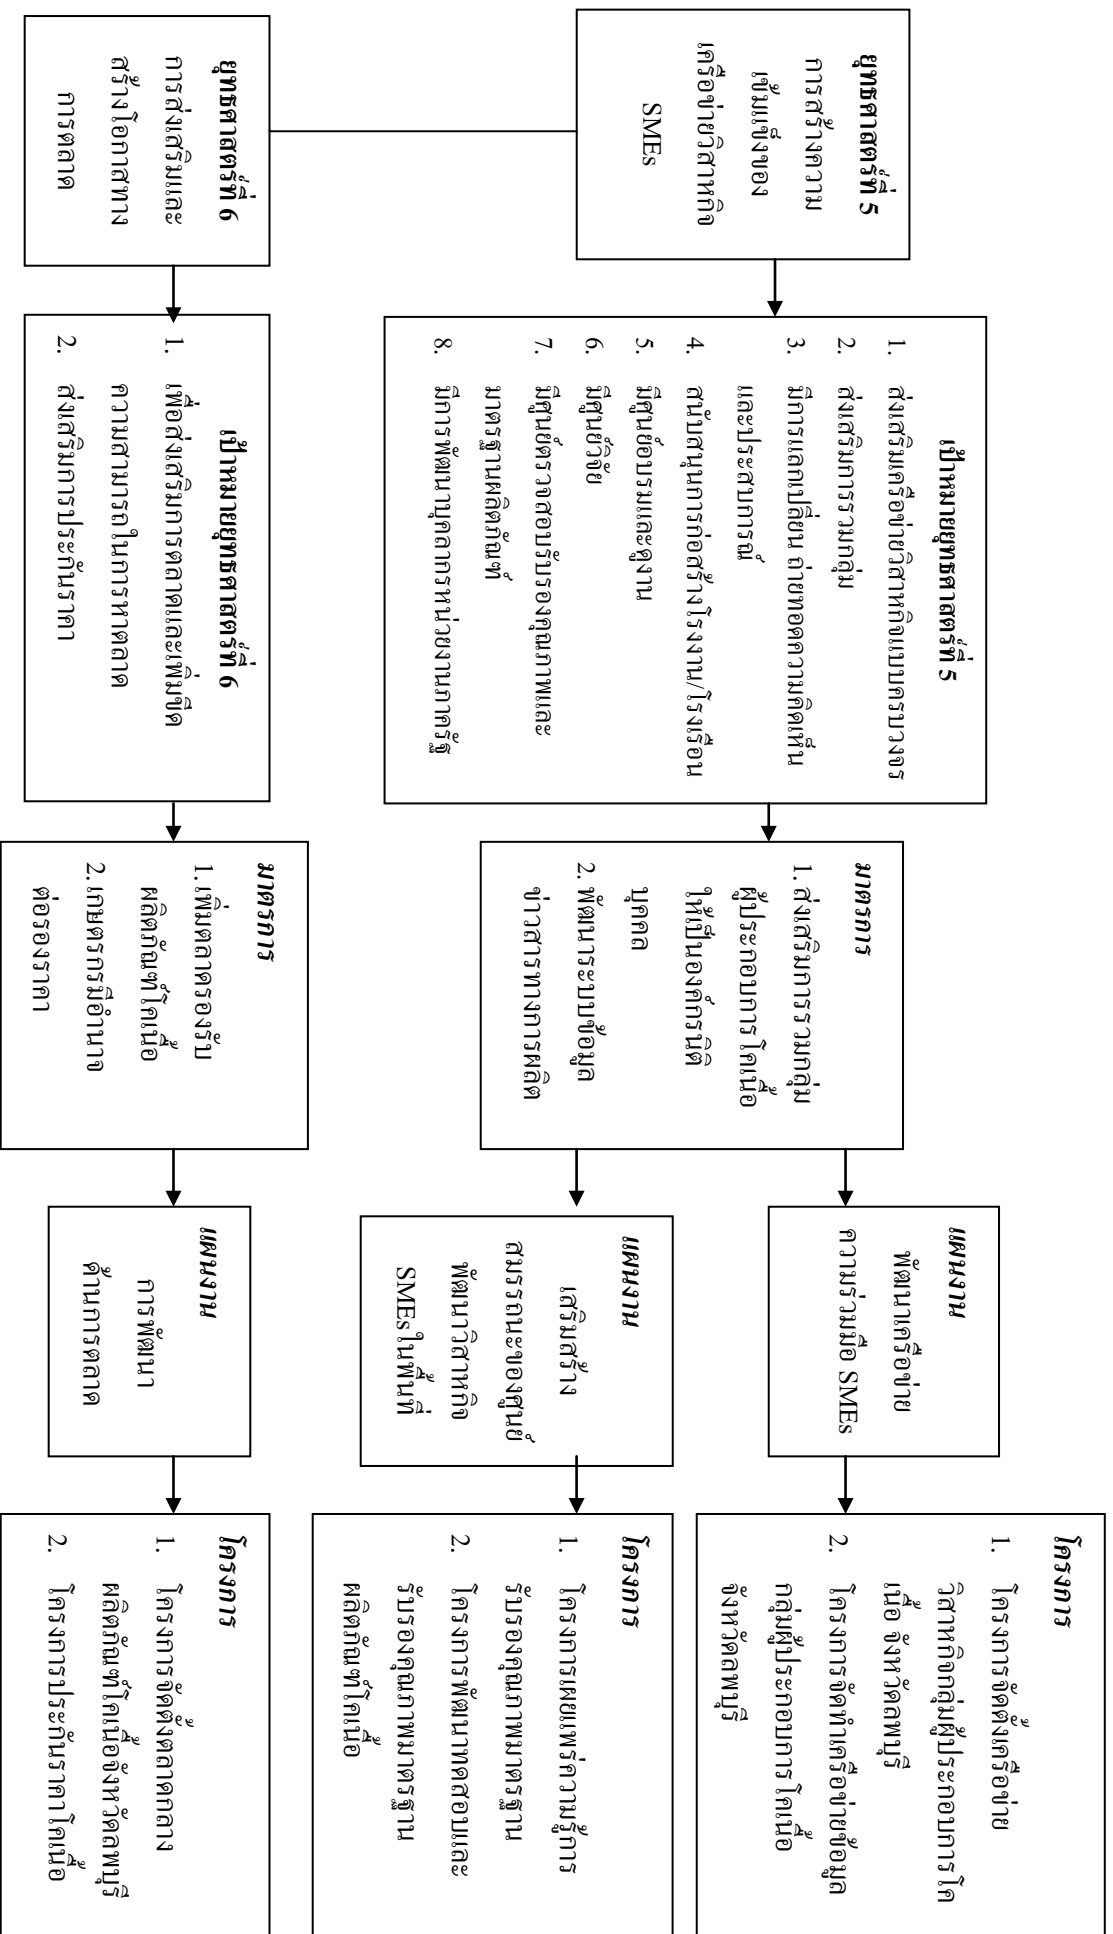 ยุทธศาสตร์ที่ 5
การสร้างความ
เข้มแข็งของ
เครือข่ายวิสาหกิจ
SMEs
เป้าหมายยุทธศาสตร์ที่ 5
1. ส่งเสริมเครือข่ายวิสาหกิจแบบครบวงจร
2. ส่งเสริมการรวมกลุ่ม
3. มีการแลกเปลี่ยน ถ่ายทอดความคิดเห็น
และประสบการณ์
4. สนับสนุนการก่อสร้างโรงงาน/โรงเรือน
5. มีศูนย์อบรมและดูงาน
6. มีศูนย์วิจัย
7. มีศูนย์ตรวจสอบรับรองคุณภาพและ
มาตรฐานผลิตภัณฑ์
8. มีการพัฒนาบุคลากรหน่วยงานภาครัฐ
มาตรการ
1. ส่งเสริมการรวมกลุ่ม
ผู้ประกอบการโคเนื้อ
ให้เป็นองค์กรนิติ
บุคคล
2. พัฒนาระบบข้อมูล
ข่าวสารทางการผลิต
แผนงาน
พัฒนาเครือข่าย
ความร่วมมือ SMEs
โครงการ
1. โครงการจัดตั้งเครือข่าย
วิสาหกิจกลุ่มผู้ประกอบการโค
เนื้อ จังหวัดลพบุรี
2. โครงการจัดทำเครือข่ายข้อมูล
กลุ่มผู้ประกอบการโคเนื้อ
จังหวัดลพบุรี
แผนงาน
เสริมสร้าง
สมรรถนะของศูนย์
พัฒนาวิสาหกิจ
SMEsในพื้นที่
โครงการ
1. โครงการเผยแพร่ความรู้การ
รับรองคุณภาพมาตรฐาน
2. โครงการพัฒนาทดสอบและ
รับรองคุณภาพมาตรฐาน
ผลิตภัณฑ์โคเนื้อ
ยุทธศาสตร์ที่ 6
การส่งเสริมและ
สร้างโอกาสทาง
การตลาด
เป้าหมายยุทธศาสตร์ที่ 6
1. เพื่อส่งเสริมการตลาดและเพิ่มขีด
ความสามารถในการหาตลาด
2. ส่งเสริมการประกันราคา
มาตรการ
1. เพิ่มตลาดรองรับ
ผลิตภัณฑ์โคเนื้อ
2. เกษตรกรมีอำนาจ
ต่อรองราคา
แผนงาน
การพัฒนา
ด้านการตลาด
โครงการ
1. โครงการจัดตั้งตลาดกลาง
ผลิตภัณฑ์โคเนื้อจังหวัดลพบุรี
2. โครงการประกันราคาโคเนื้อ